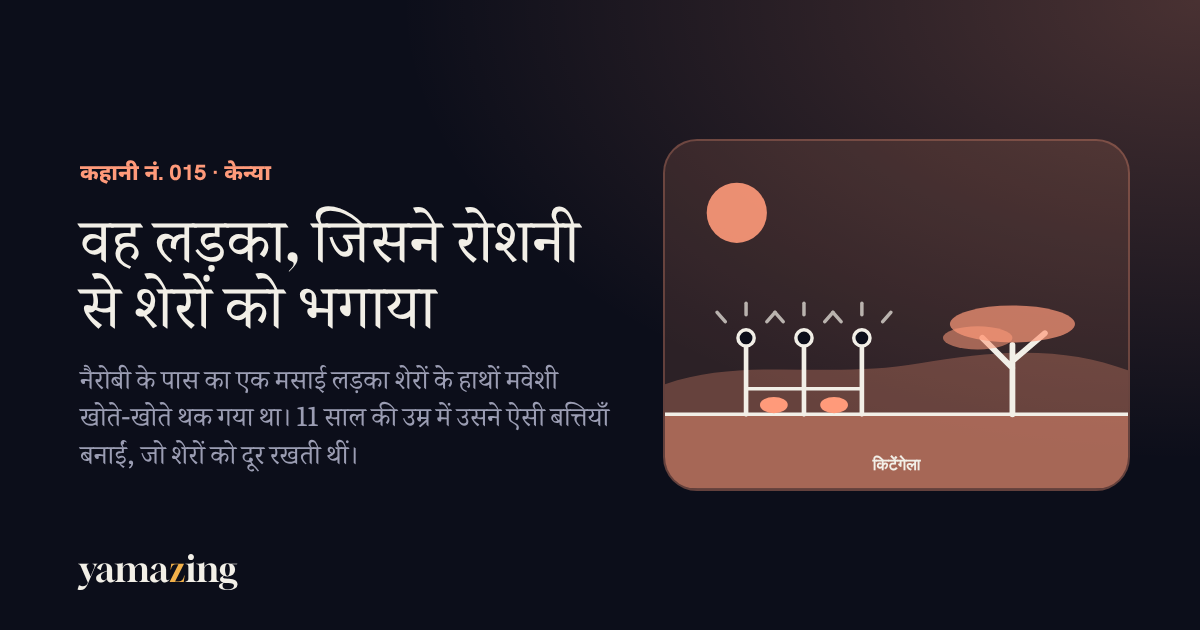 कहानी नं. 015 · केन्या
वह लड़का, जिसने रोशनी
से शेरों को भगाया
नैरोबी के पास का एक मसाई लड़का शेरों के हाथों मवेशी
खोते-खोते थक गया था। 11 साल की उम्र में उसने ऐसी बत्तियाँ
बनाईं, जो शेरों को दूर रखती थीं।
किटेंगेला
yamazing